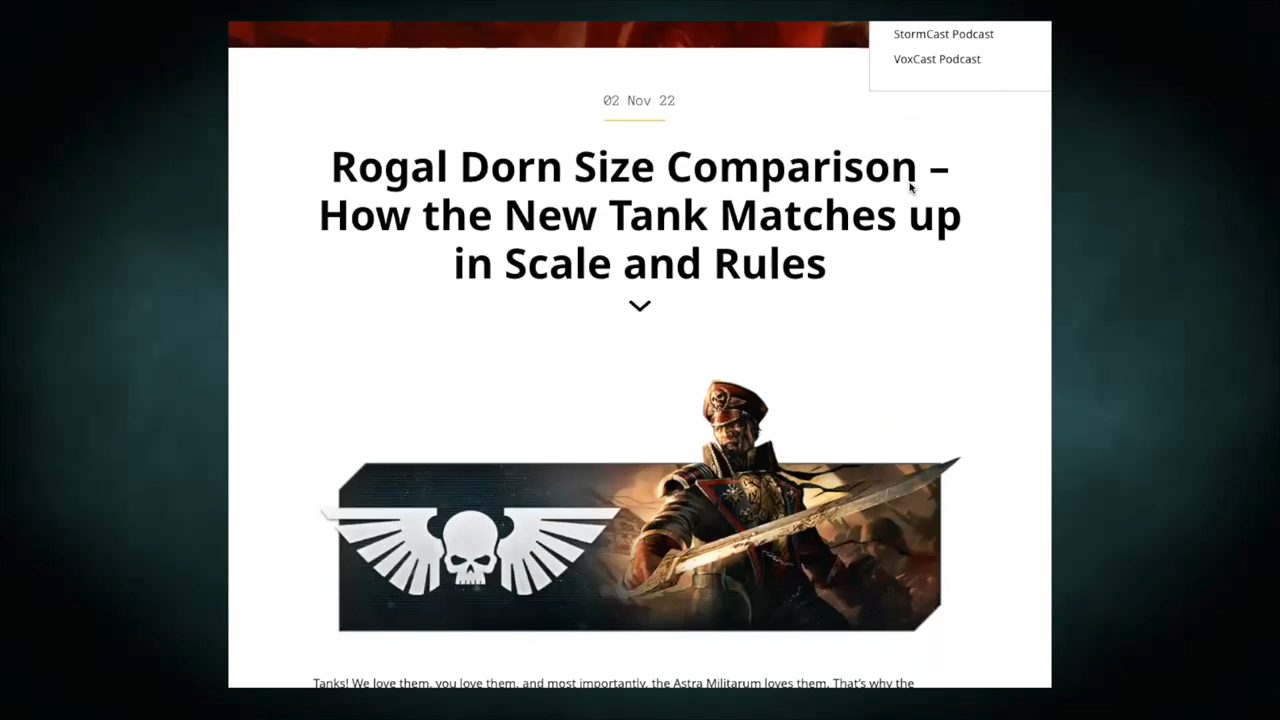 StormCast Podcast
VoxCast Podcast
02 Nov 22
Rogal Dorn Size Comparison –
How the New Tank Matches up
in Scale and Rules
Tanks! We love them, you love them, and most importantly, the Astra Militarum loves them. That’s why the